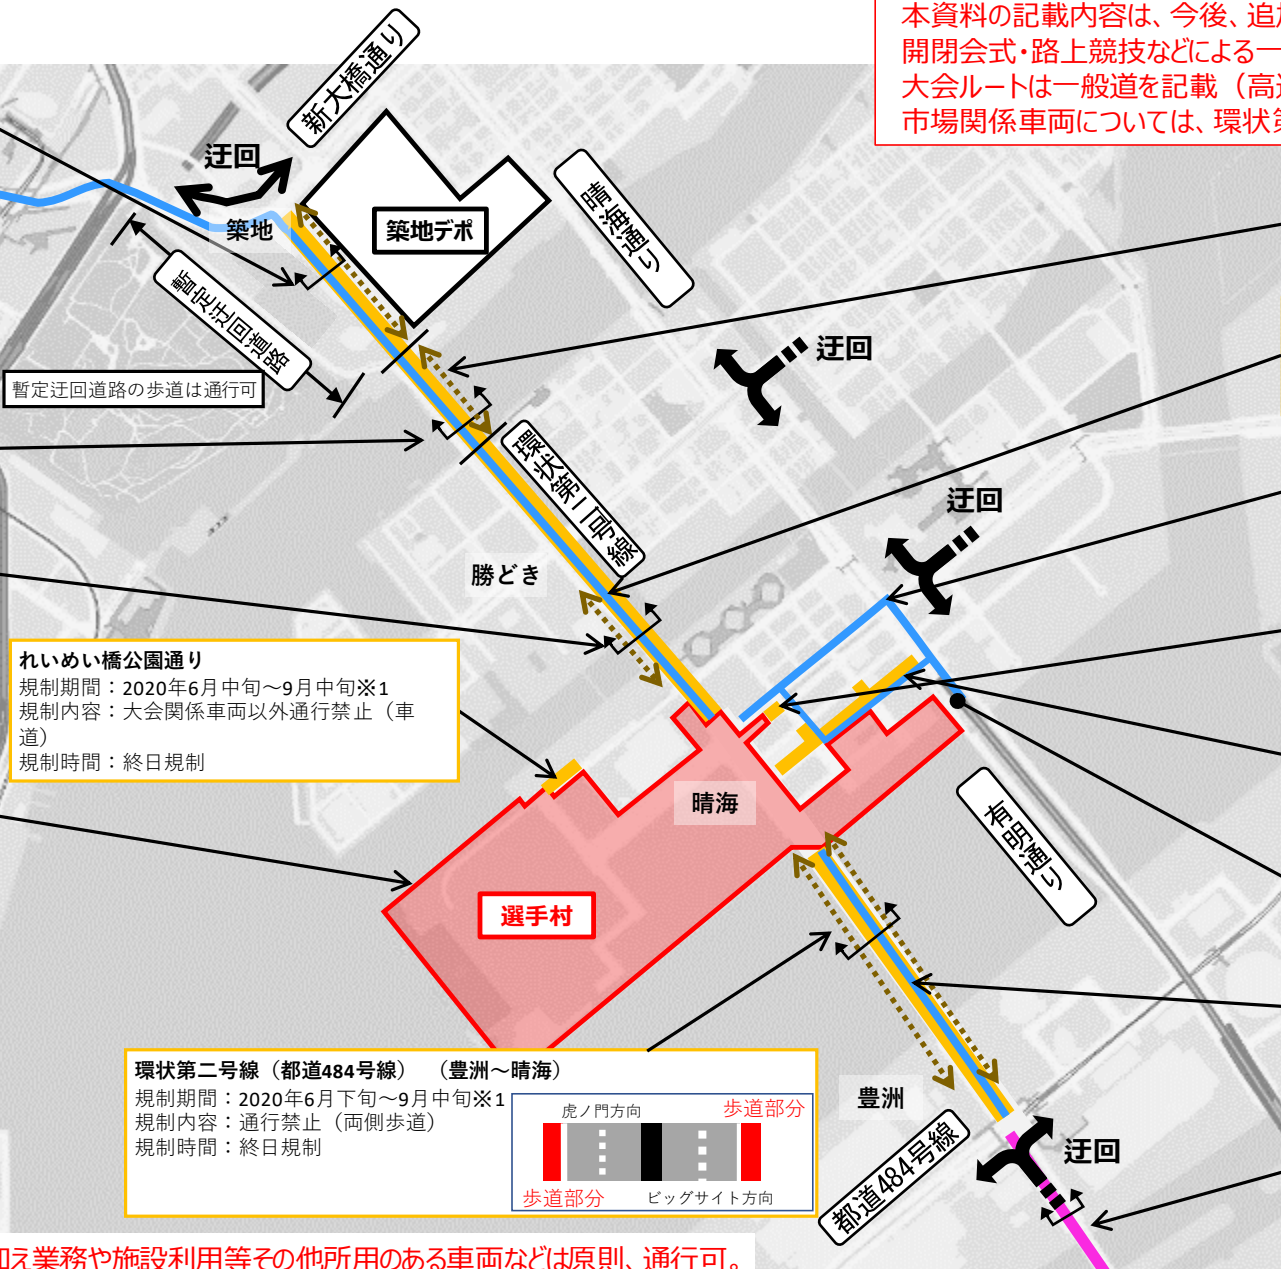 本資料の記載内容は、今後、追加
開閉会式・路上競技などによる一
大会ルートは一般道を記載（高速
市場関係車両については、環状第
新大橋通り
迂回
築地
築地デポ
晴海通り
暫定迂回道路
迂回
暫定迂回道路の歩道は通行可
環状第二号線
迂回
勝どき
れいめい橋公園通り
規制期間：2020年6月中旬～9月中旬※1
規制内容：大会関係車両以外通行禁止（車
道）
規制時間：終日規制
晴海
有明通り
選手村
環状第二号線（都道484号線）　（豊洲～晴海）
規制期間：2020年6月下旬～9月中旬※1
規制内容：通行禁止（両側歩道）
規制時間：終日規制
虎ノ門方向
歩道部分
歩道部分
ビッグサイト方向
豊洲
都道484号線
迂回
加え業務や施設利用等その他所用のある車両などは原則、通行可。